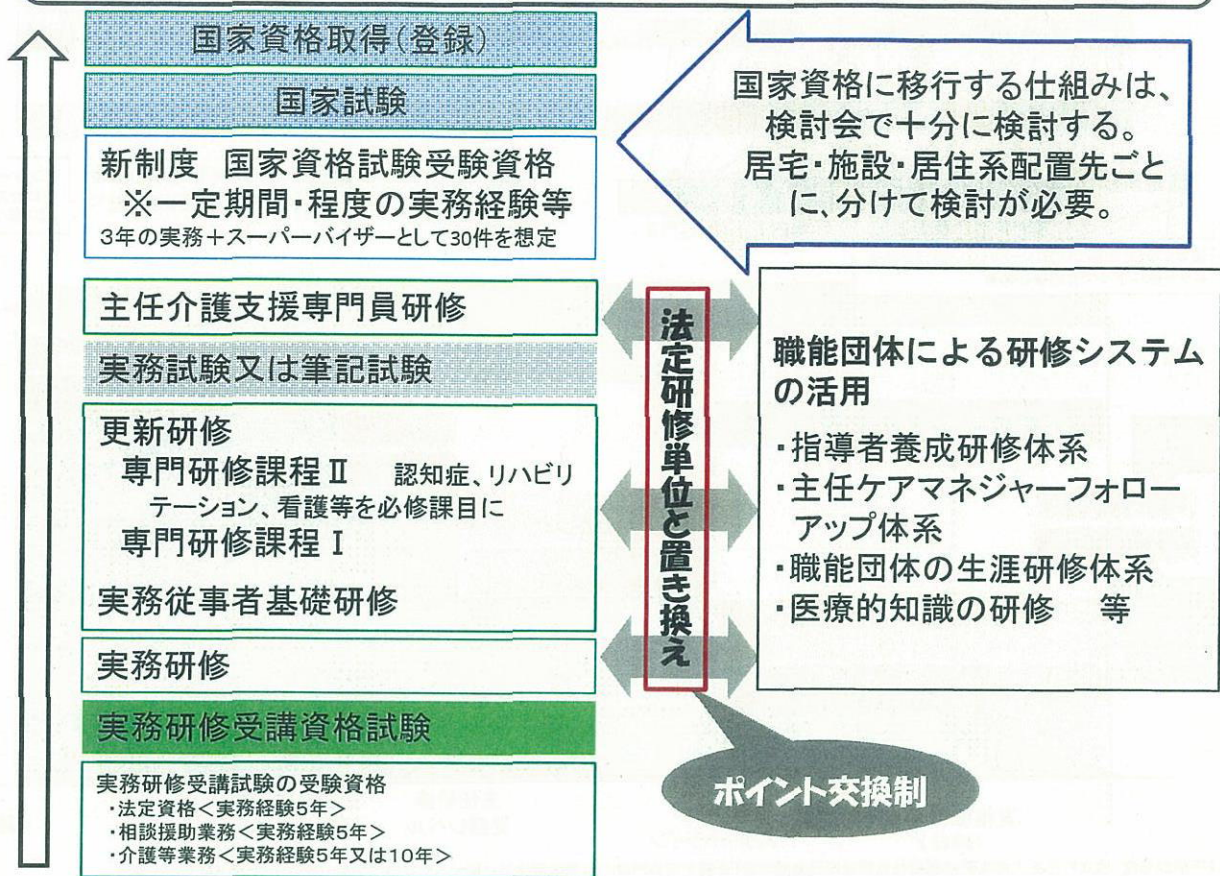 国家資格取得(登録)
国家試験
新制度 国家資格試験受験資格
※一定期間・程度の実務経験等
3年の実務+スーパーバイザーとして30件を想定
国家資格に移行する仕組みは、
検討会で十分に検討する。
居宅・施設・居住系配置先ごと
に、分けて検討が必要。
主任介護支援専門員研修
実務試験又は筆記試験
更新研修
専門研修課程Ⅱ 認知症、リハビリ
テーション、看護等を必修課目に
専門研修課程Ⅰ
実務従事者基礎研修
実務研修
実務研修受講資格試験
実務研修受講試験の受験資格
・法定資格<実務経験5年>
・相談援助業務<実務経験5年>
・介護等業務<実務経験5年又は10年>
法定研修単位と置き換え
職能団体による研修システム
の活用
・指導者養成研修体系
・主任ケアマネジャーフォロー
アップ体系
・職能団体の生涯研修体系
・医療的知識の研修 等
ポイント交換制